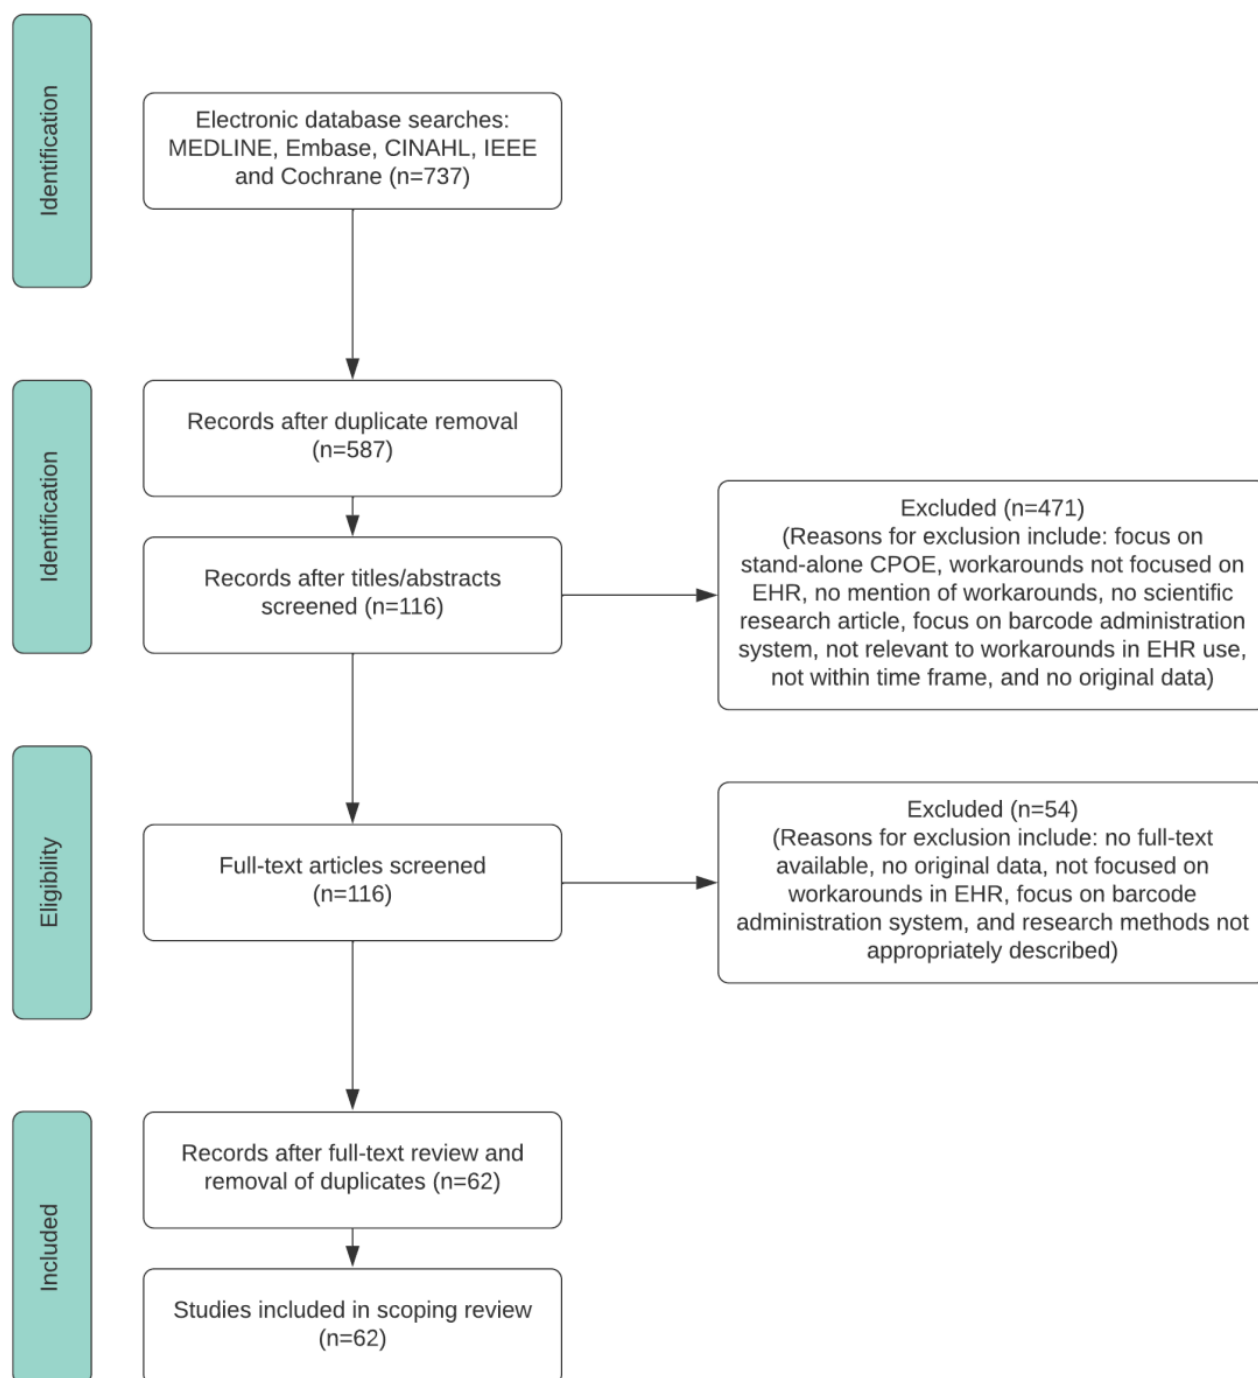 Identification
Electronic database searches:
MEDLINE, Embase, CINAHL, IEEE
and Cochrane (n=737)
Identification
Records after duplicate removal
(n=587)
Records after titles/abstracts
screened (n=116)
Excluded (n=471)
(Reasons for exclusion include: focus on
stand-alone CPOE, workarounds not focused on
EHR, no mention of workarounds, no scientific
research article, focus on barcode administration
system, not relevant to workarounds in EHR use,
not within time frame, and no original data)
Eligibility
Full-text articles screened
(n=116)
Excluded (n=54)
(Reasons for exclusion include: no full-text
available, no original data, not focused on
workarounds in EHR, focus on barcode
administration system, and research methods not
appropriately described)
Included
Records after full-text review and
removal of duplicates (n=62)
Studies included in scoping review
(n=62)